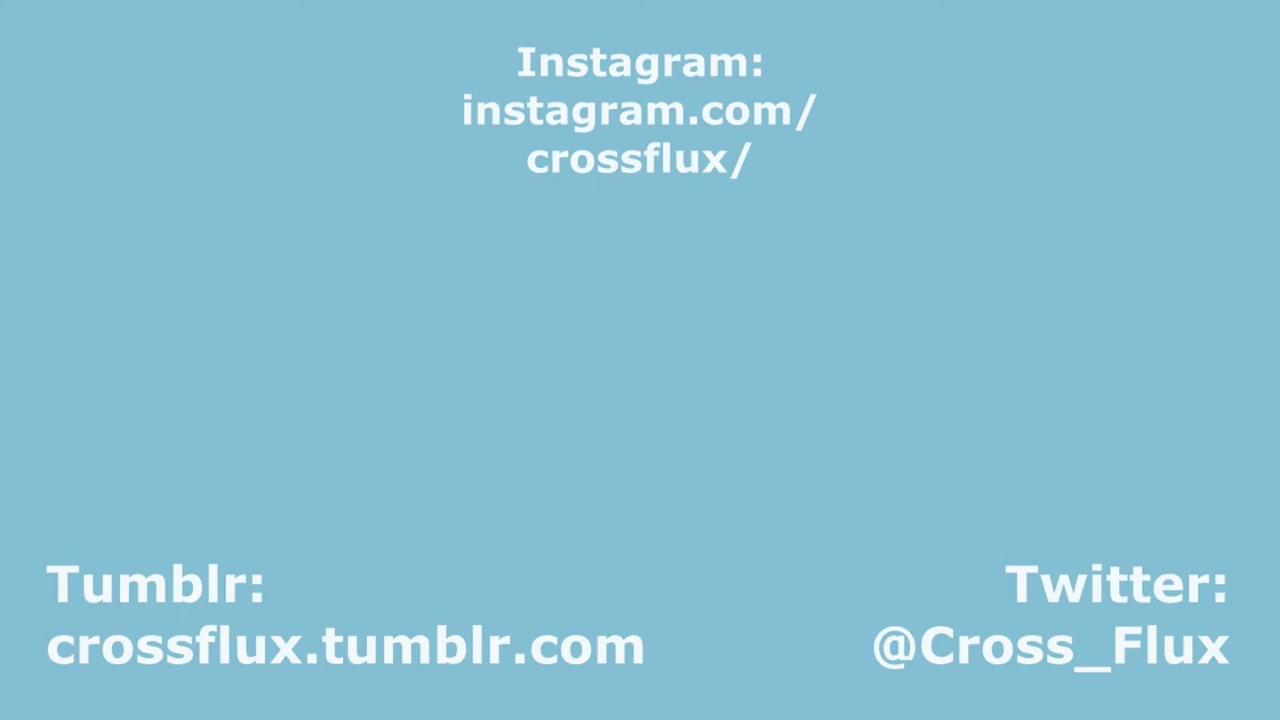 Instagram:
instagram.com/
crossflux/
Tumblr:
crossflux.tumblr.com
Twitter:
@Cross_Flux